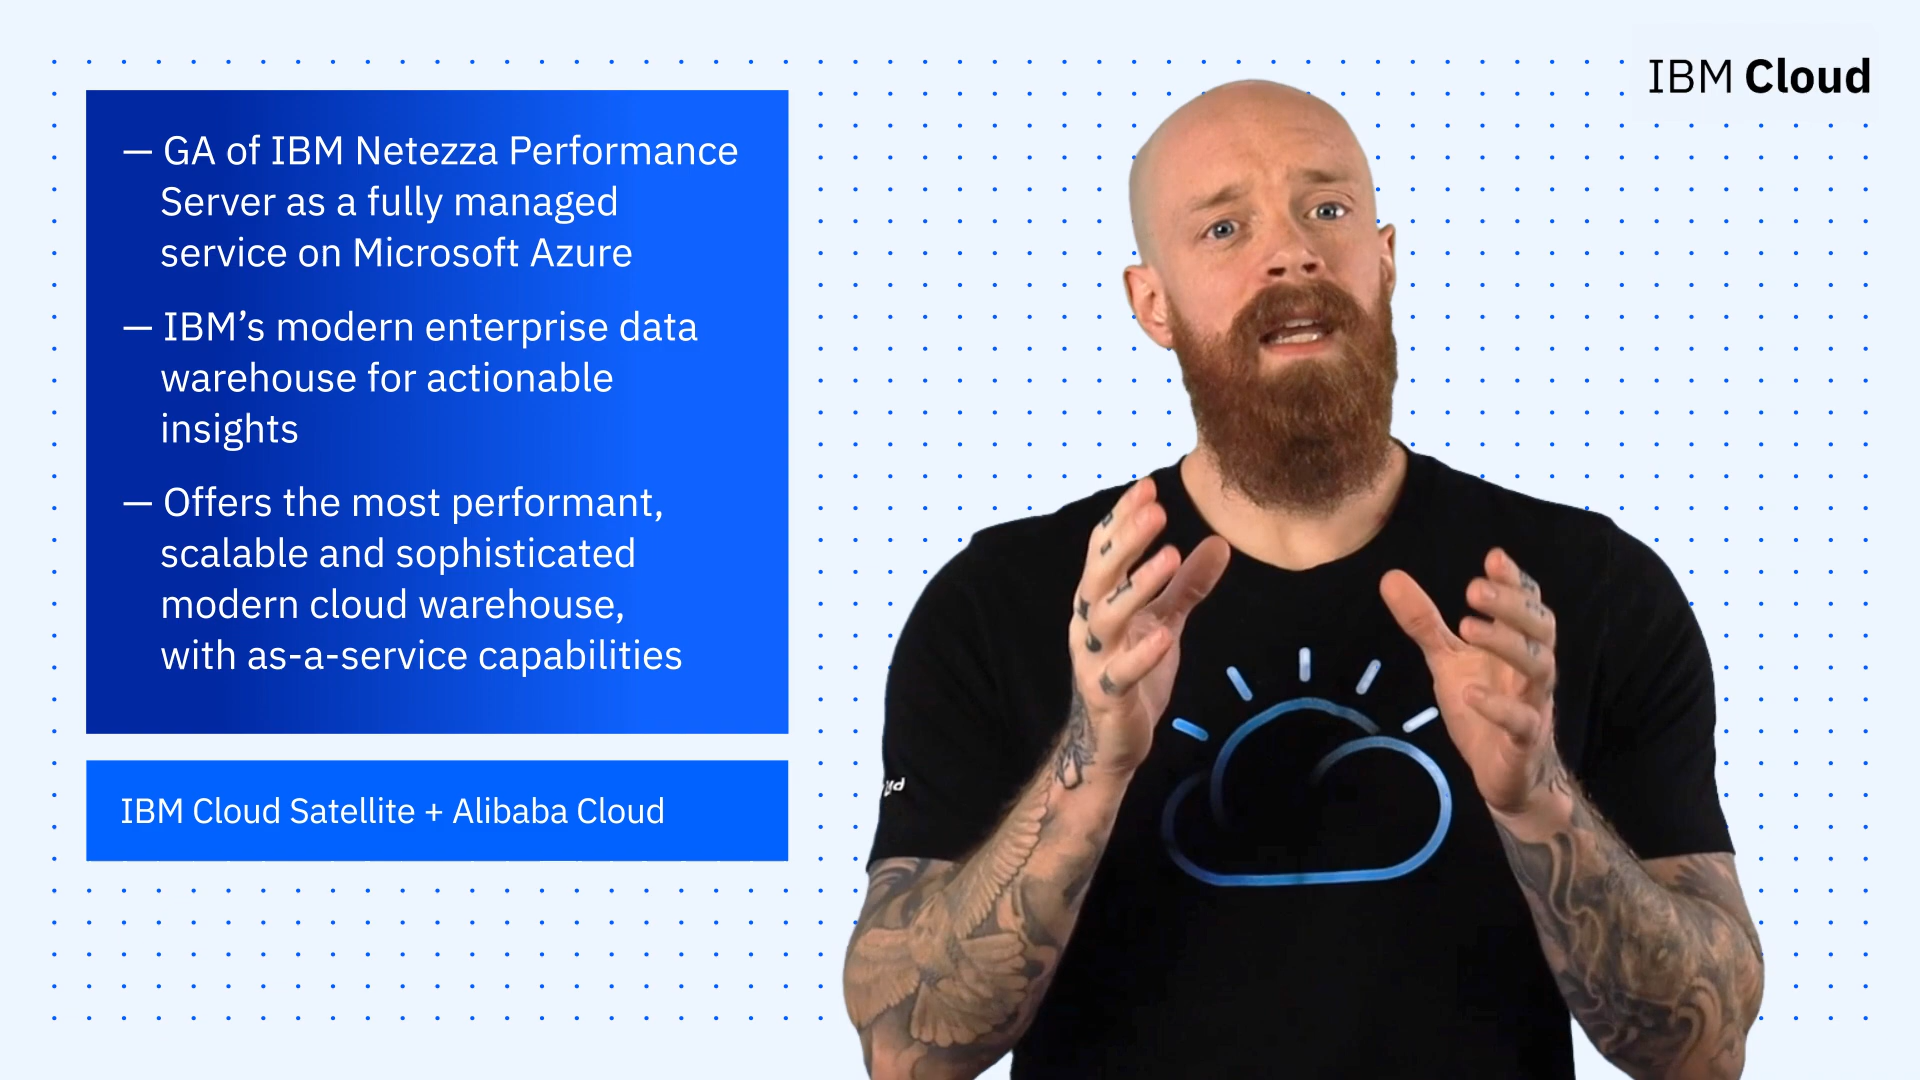 IBM Cloud
— GA of IBM Netezza Performance
Server as a fully managed
service on Microsoft Azure
— IBM’s modern enterprise data
warehouse for actionable
insights
— Offers the most performant,
scalable and sophisticated
modern cloud warehouse,
with as-a-service capabilities
IBM Cloud Satellite + Alibaba Cloud